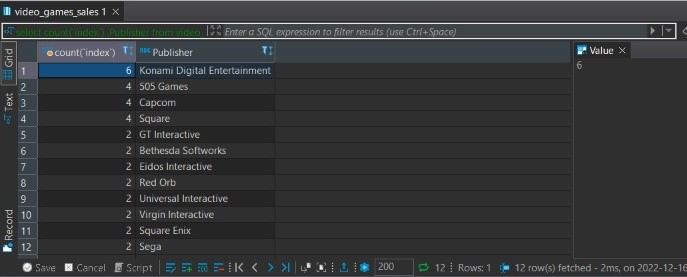 video_games_sales 1
select count(`index`) ,Publisher from video
Enter a SQL expression to filter results (use Ctrl+Space)
Grid
Text
Record
count(`index`) ABC Publisher
Value
6
1 6 Konami Digital Entertainment
2 4 505 Games
3 4 Capcom
4 4 Square
5 2 GT Interactive
6 2 Bethesda Softworks
7 2 Eidos Interactive
8 2 Red Orb
9 2 Universal Interactive
10 2 Virgin Interactive
11 2 Square Enix
12 2 Sega
Save Cancel Script 200 12 Rows: 1 12 row(s) fetched - 2ms, on 2022-12-16